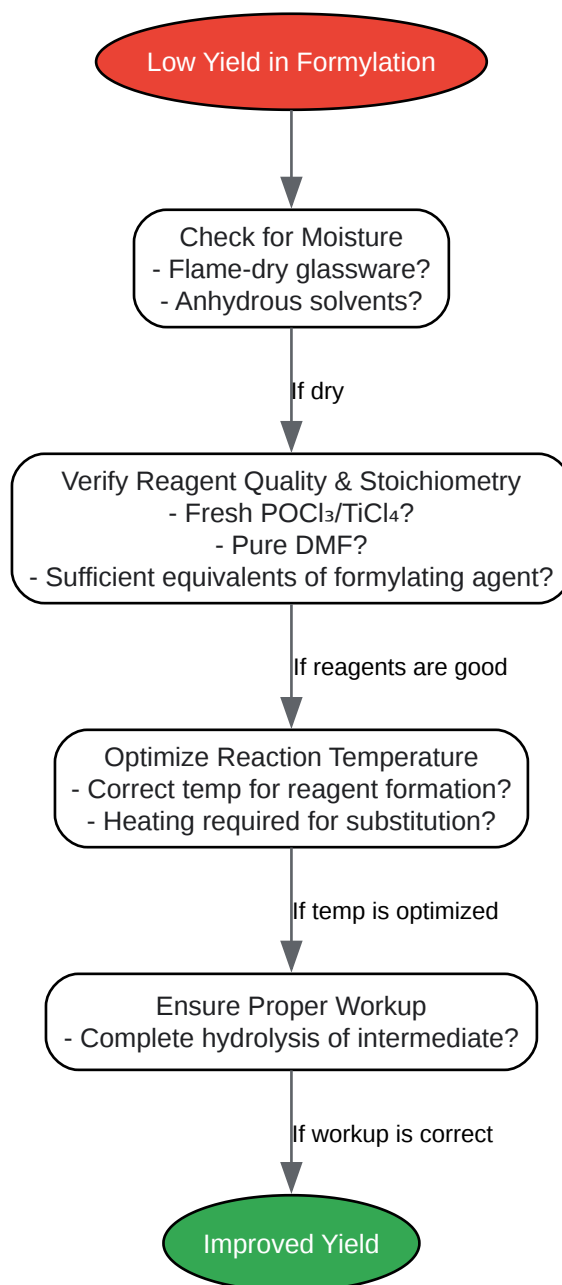 Low Yield in Formylation
Check for Moisture
- Flame-dry glassware?
- Anhydrous solvents?
If dry
Verify Reagent Quality & Stoichiometry
- Fresh POCl₃/TiCl₄?
- Pure DMF?
- Sufficient equivalents of formylating agent?
If reagents are good
Optimize Reaction Temperature
- Correct temp for reagent formation?
- Heating required for substitution?
If temp is optimized
Ensure Proper Workup
- Complete hydrolysis of intermediate?
If workup is correct
Improved Yield